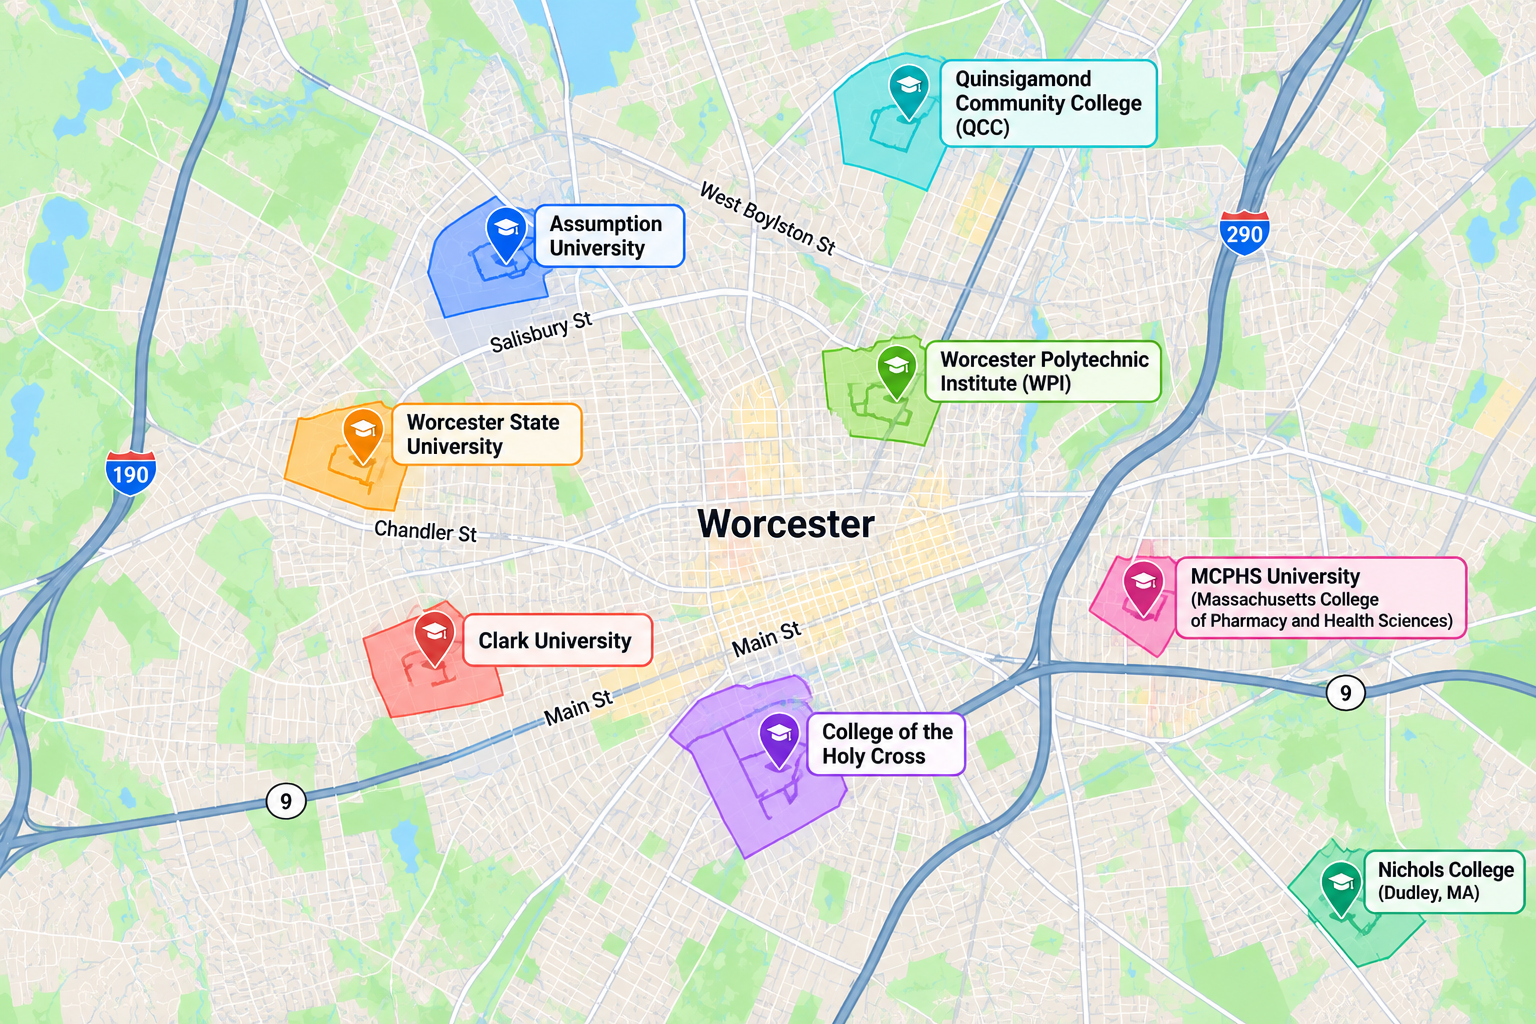 Quinsigamond
Community College
(QCC)
West Boylston St
Assumption
University
290
Salisbury St
Worcester Polytechnic
Institute (WPI)
Worcester State
University
190
Chandler St
Worcester
MCPHS University
(Massachusetts College
of Pharmacy and Health Sciences)
Clark University
Main St
Main St
9
College of the
Holy Cross
9
Nichols College
(Dudley, MA)